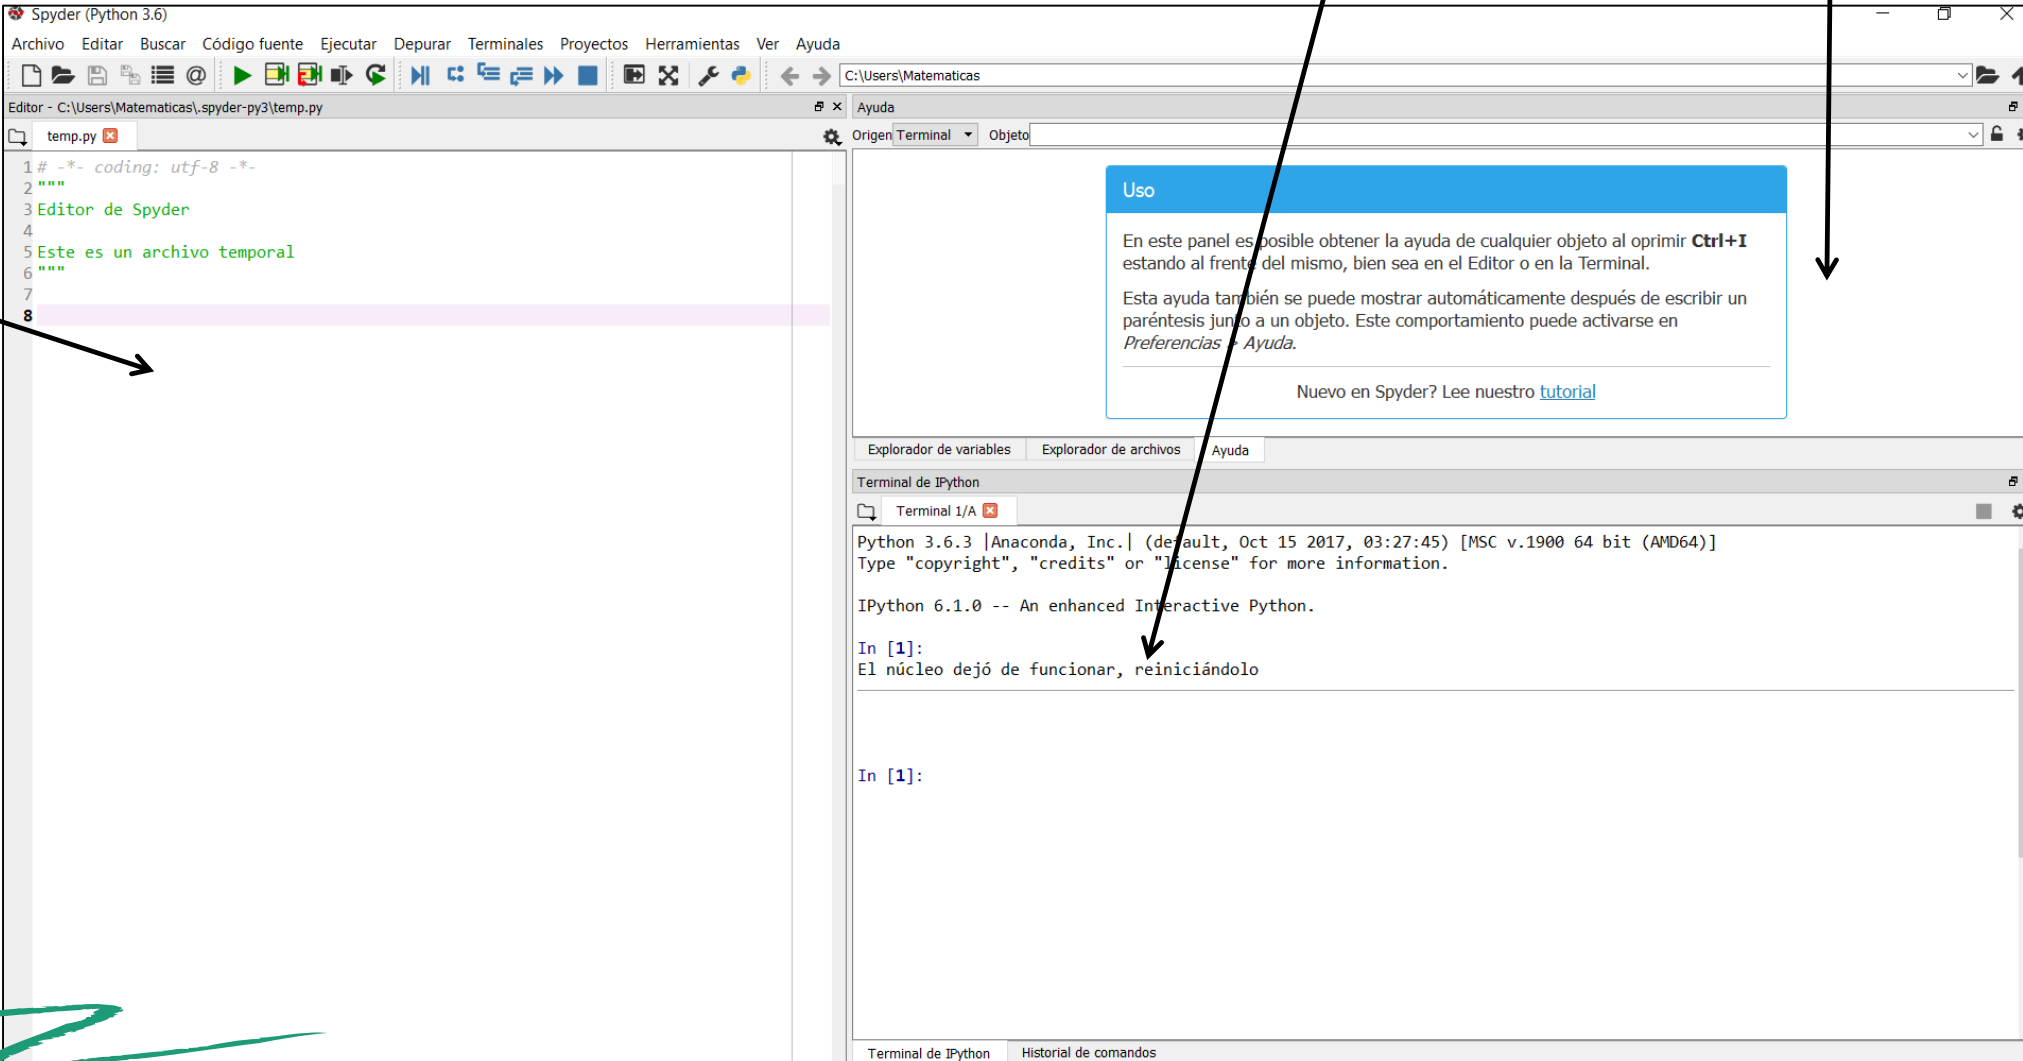 Spyder (Python 3.6)
Archivo Editar Buscar Código fuente Ejecutar Depurar Terminales Proyectos Herramientas Ver Ayuda
C:\Users\Matematicas
Editor - C:\Users\Matematicas\.spyder-py3\temp.py
temp.py
1 # -*- coding: utf-8 -*-
2 """
3 Editor de Spyder
4
5 Este es un archivo temporal
6 """
7
8
Ayuda
Origen Terminal Objeto
Uso
En este panel es posible obtener la ayuda de cualquier objeto al oprimir Ctrl+I
estando al frente del mismo, bien sea en el Editor o en la Terminal.
Esta ayuda también se puede mostrar automáticamente después de escribir un
paréntesis junto a un objeto. Este comportamiento puede activarse en
Preferencias > Ayuda.
Nuevo en Spyder? Lee nuestro tutorial
Explorador de variables Explorador de archivos Ayuda
Terminal de IPython
Terminal 1/A
Python 3.6.3 |Anaconda, Inc.| (default, Oct 15 2017, 03:27:45) [MSC v.1900 64 bit (AMD64)]
Type "copyright", "credits" or "license" for more information.
IPython 6.1.0 -- An enhanced Interactive Python.
In [1]:
El núcleo dejó de funcionar, reiniciándolo
In [1]:
Terminal de IPython Historial de comandos